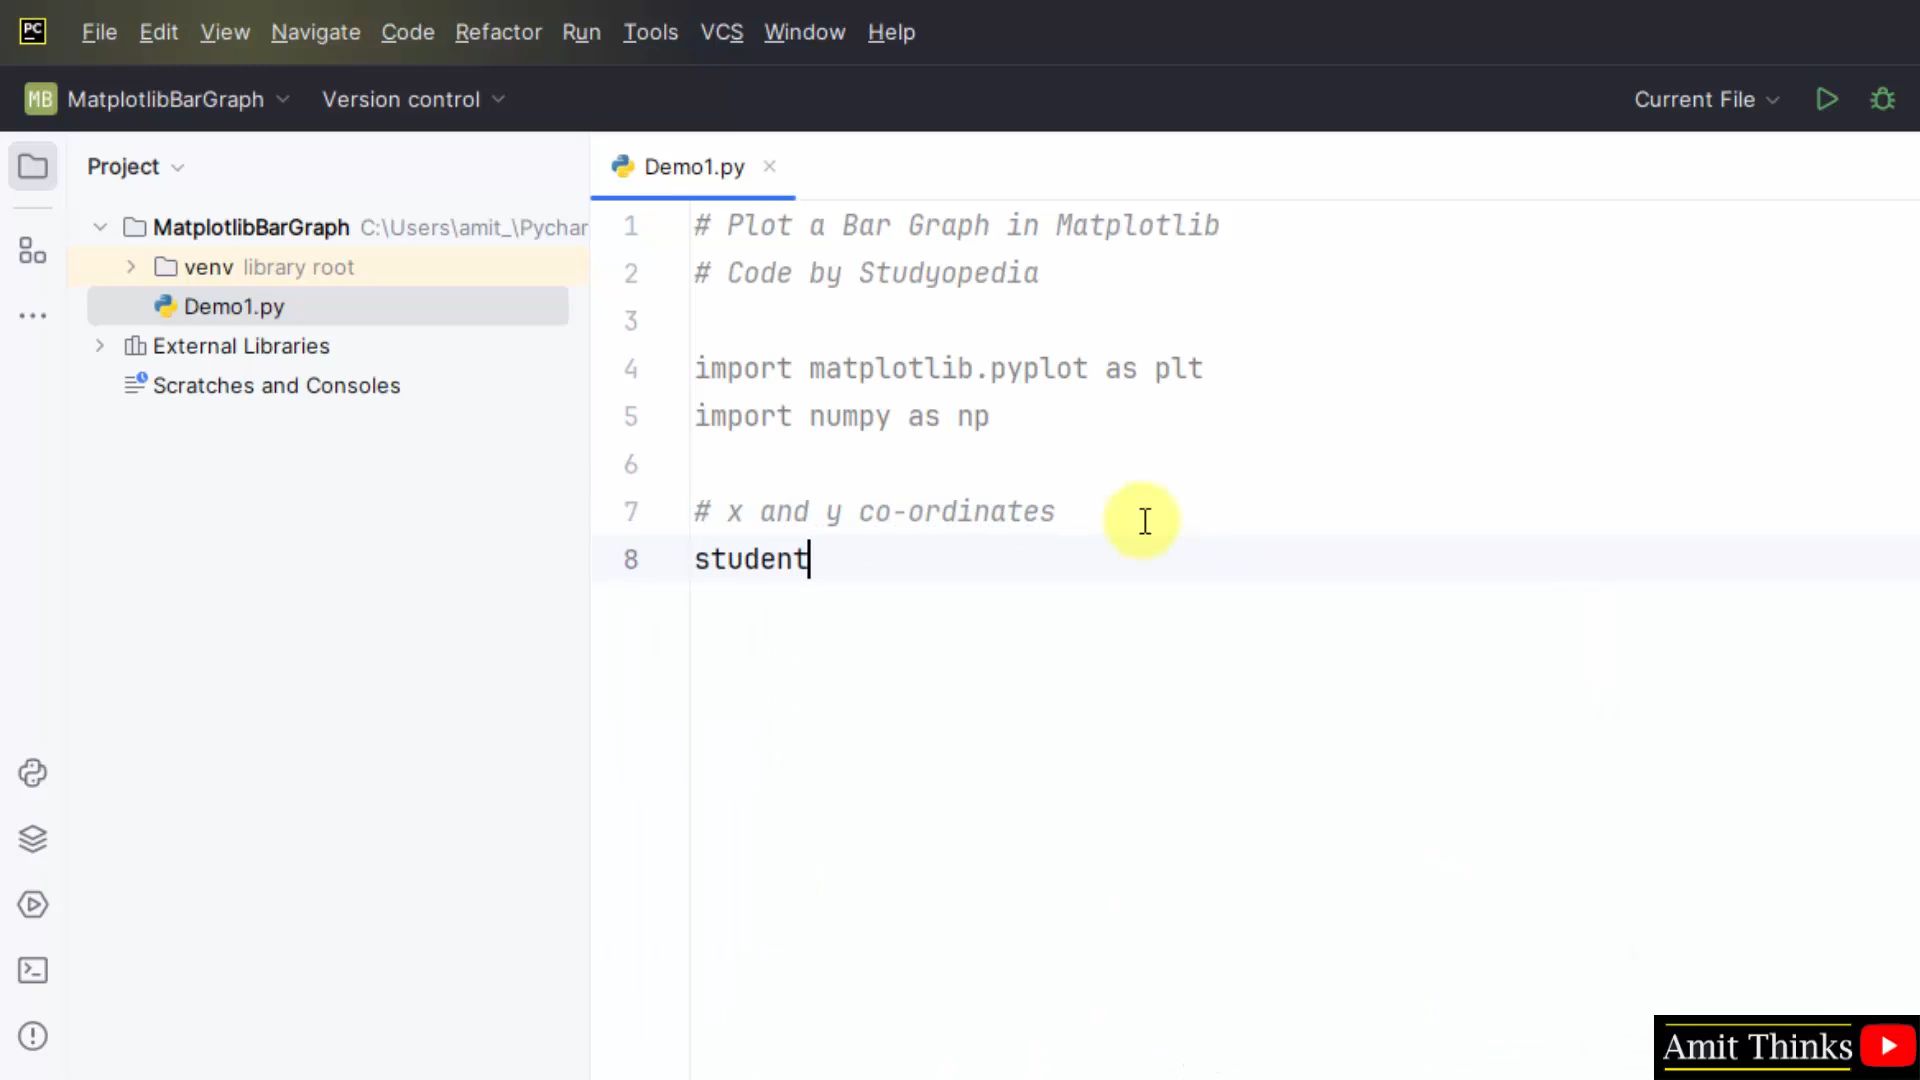 PC File Edit View Navigate Code Refactor Run Tools VCS Window Help
MB MatplotlibBarGraph Version control Current File
Project
Demo1.py
MatplotlibBarGraph C:\Users\amit_\Pychar
venv library root
Demo1.py
External Libraries
Scratches and Consoles
1 # Plot a Bar Graph in Matplotlib
2 # Code by Studyopedia
3
4 import matplotlib.pyplot as plt
5 import numpy as np
6
7 # x and y co-ordinates
8 student
Amit Thinks